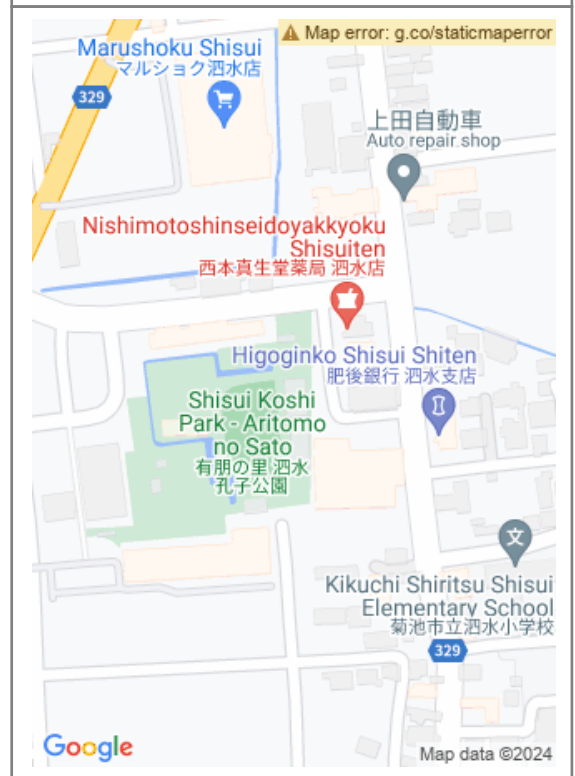 Map error: g.co/staticmaperror
Marushoku Shisui
マルショク泗水店
329
上田自動車
Auto repair shop
Nishimotoshinseidoyakkyoku
Shisuiten
西本真生堂薬局 泗水店
Higoginko Shisui Shiten
肥後銀行 泗水支店
Shisui Koshi
Park - Aritomo
no Sato
有朋の里 泗水
孔子公園
文
Kikuchi Shiritsu Shisui
Elementary School
菊池市立泗水小学校
329
Google
Map data ©2024